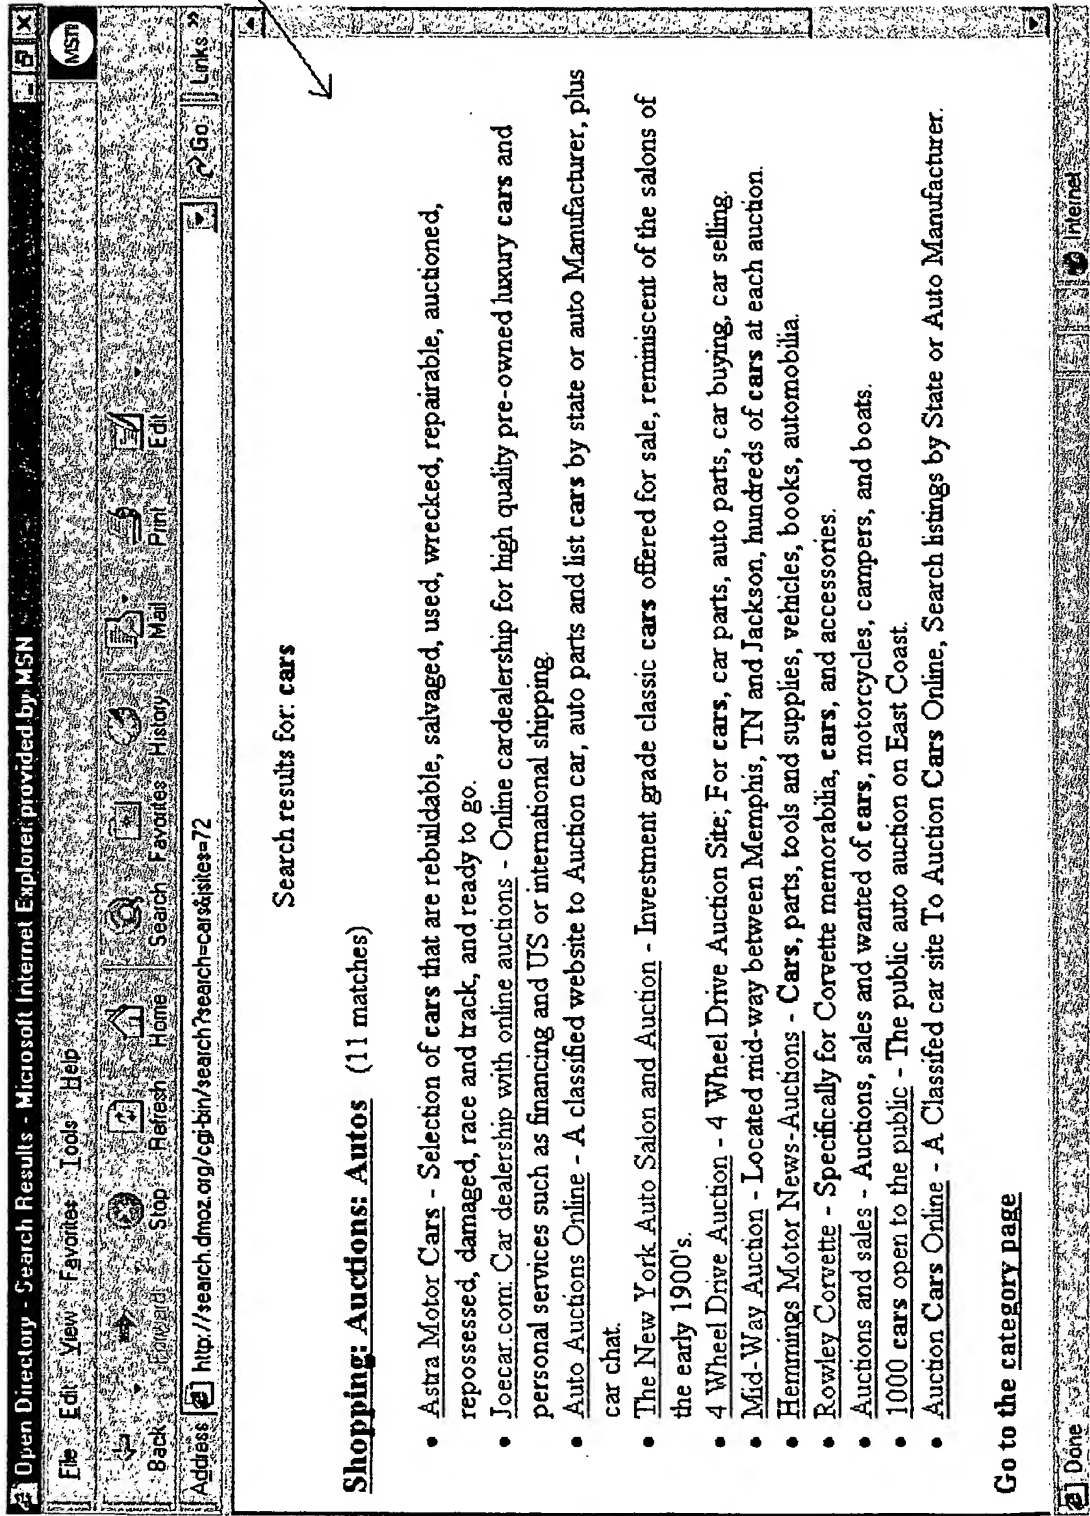 Open Directory - Search Results - Microsoft Internet Explorer provided by MSN
File Edit View Favorites Tools Help
MSN
Back Forward Stop Refresh Home Search Favorites History Mail Print Edit
Address http://search.dmoz.org/cgi-bin/search?search=cars&jsites=72 Go Links »
Search results for: cars
Shopping: Auctions: Autos (11 matches)
• Astra Motor Cars - Selection of cars that are rebuildable, salvaged, used, wrecked, repairable, auctioned,
repossessed, damaged, race and track, and ready to go.
• Joecar.com: Car dealership with online auctions - Online cardealership for high quality pre-owned luxury cars and
personal services such as financing and US or international shipping.
• Auto Auctions Online - A classified website to Auction car, auto parts and list cars by state or auto Manufacturer, plus
car chat.
• The New York Auto Salon and Auction - Investment grade classic cars offered for sale, reminiscent of the salons of
the early 1900's.
• 4 Wheel Drive Auction - 4 Wheel Drive Auction Site; For cars, car parts, auto parts, car buying, car selling.
• Mid-Way Auction - Located mid-way between Memphis, TN and Jackson, hundreds of cars at each auction.
• Hemmings Motor News-Auctions - Cars, parts, tools and supplies, vehicles, books, automobilia.
• Rowley Corvette - Specifically for Corvette memorabilia, cars, and accessories.
• Auctions and sales - Auctions, sales and wanted of cars, motorcycles, campers, and boats.
• 1000 cars open to the public - The public auto auction on East Coast.
• Auction Cars Online - A Classifed car site To Auction Cars Online, Search listings by State or Auto Manufacturer.
Go to the category page
Done Internet